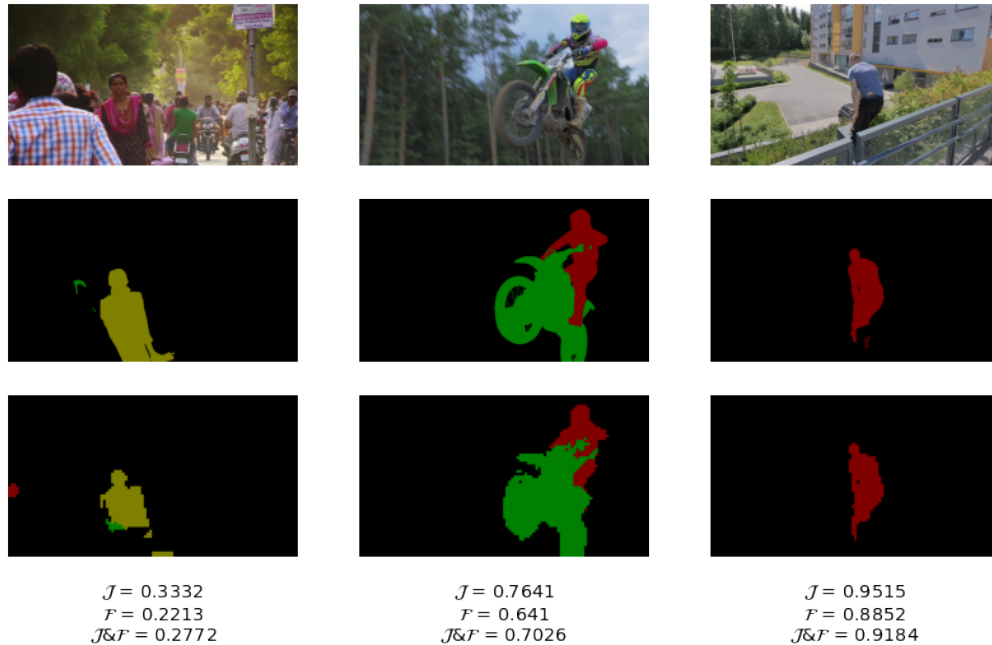 𝒥 = 0.3332
ℱ = 0.2213
𝒥&ℱ = 0.2772
𝒥 = 0.7641
ℱ = 0.641
𝒥&ℱ = 0.7026
𝒥 = 0.9515
ℱ = 0.8852
𝒥&ℱ = 0.9184